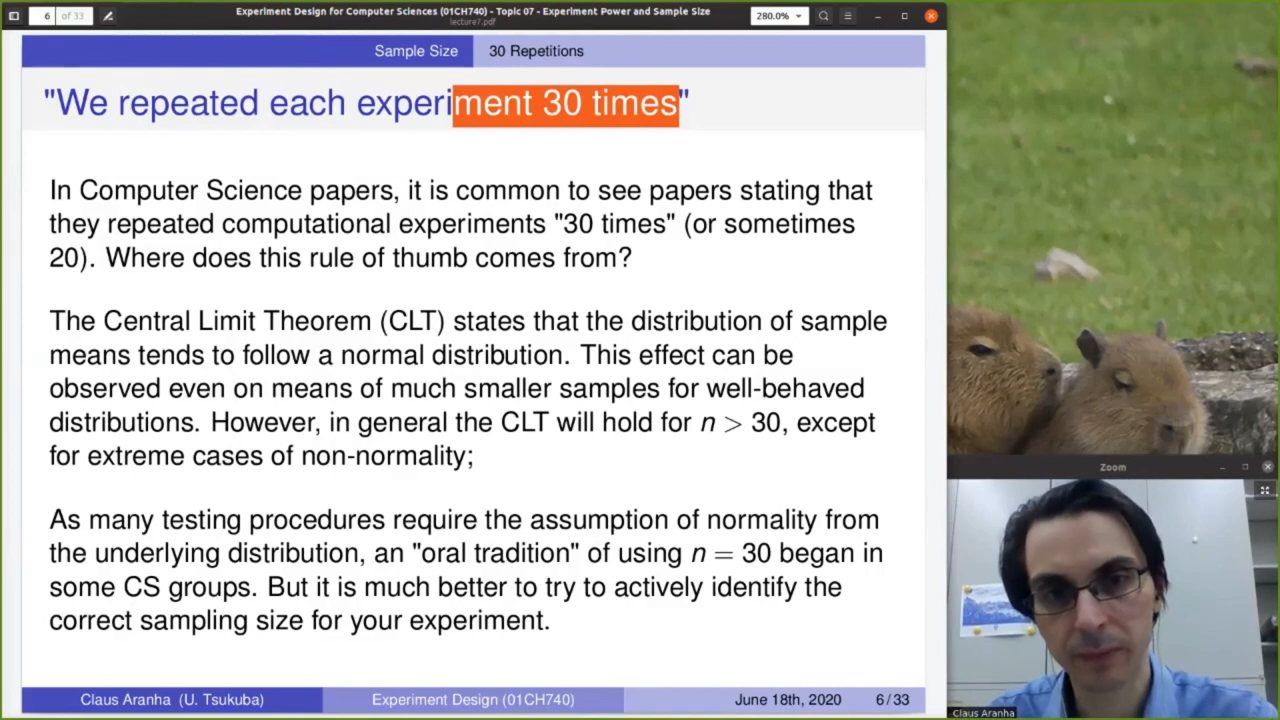 6 of 33
Experiment Design for Computer Sciences (01CH740) - Topic 07 - Experiment Power and Sample Size
lecture7.pdf
280.0%
Sample Size 30 Repetitions
"We repeated each experiment 30 times"
In Computer Science papers, it is common to see papers stating that
they repeated computational experiments "30 times" (or sometimes
20). Where does this rule of thumb comes from?
The Central Limit Theorem (CLT) states that the distribution of sample
means tends to follow a normal distribution. This effect can be
observed even on means of much smaller samples for well-behaved
distributions. However, in general the CLT will hold for n > 30, except
for extreme cases of non-normality;
As many testing procedures require the assumption of normality from
the underlying distribution, an "oral tradition" of using n = 30 began in
some CS groups. But it is much better to try to actively identify the
correct sampling size for your experiment.
Claus Aranha (U. Tsukuba) Experiment Design (01CH740) June 18th, 2020 6/33
Zoom
Claus Aranha